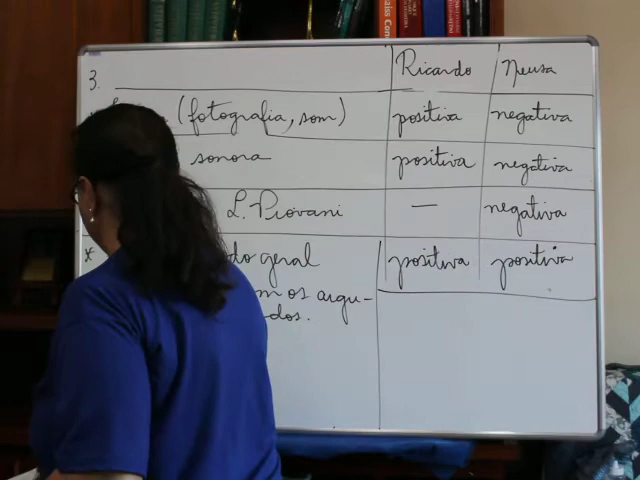 3. Ricardo Neusa
(fotografia, som) positiva negativa
sonora positiva negativa
L. Piovani — negativa
* do geral positiva positiva
m os argu-
dos.